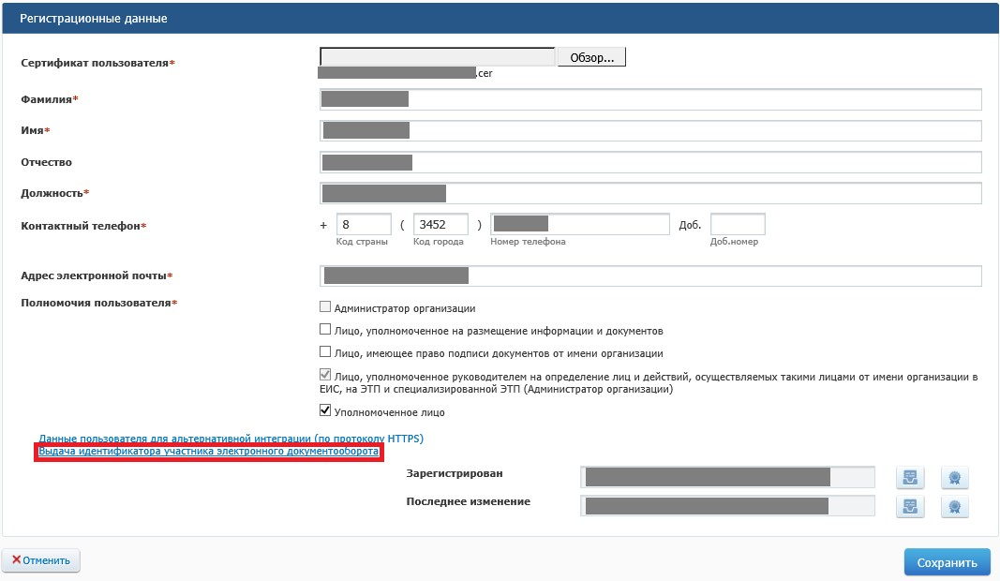 Регистрационные данные
Сертификат пользователя*
Обзор...
.cer
Фамилия*
Имя*
Отчество
Должность*
Контактный телефон* + 8 ( 3452 ) Доб.
Код страны Код города Номер телефона Доб.номер
Адрес электронной почты*
Полномочия пользователя*
Администратор организации
Лицо, уполномоченное на размещение информации и документов
Лицо, имеющее право подписи документов от имени организации
Лицо, уполномоченное руководителем на определение лиц и действий, осуществляемых такими лицами от имени организации в
ЕИС, на ЭТП и специализированной ЭТП (Администратор организации)
Уполномоченное лицо
Данные пользователя для альтернативной интеграции (по протоколу HTTPS)
Выдача идентификатора участника электронного документооборота
Зарегистрирован
Последнее изменение
Отменить
Сохранить